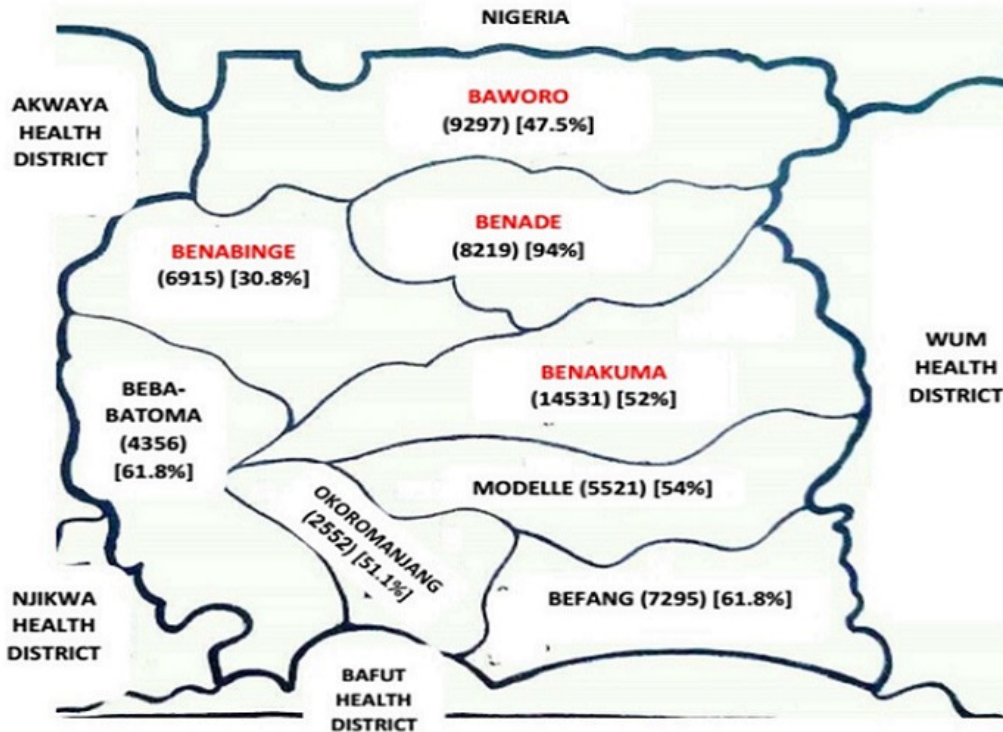 NIGERIA
AKWAYA
HEALTH
DISTRICT
BAWORO
(9297) [47.5%]
BENABINGE
(6915) [30.8%]
BENADE
(8219) [94%]
WUM
HEALTH
DISTRICT
BEBA-
BATOMA
(4356)
[61.8%]
BENAKUMA
(14531) [52%]
MODELLE (5521) [54%]
OKOROMANJANG
(2552) [51.1%]
BEFANG (7295) [61.8%]
NJIKWA
HEALTH
DISTRICT
BAFUT
HEALTH
DISTRICT